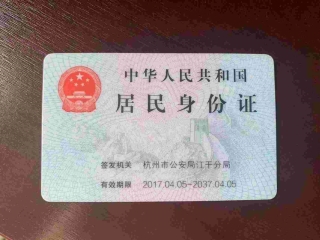 中华人民共和国
居民身份证
签发机关 杭州市公安局江干分局
有效期限 2017.04.05-2037.04.05